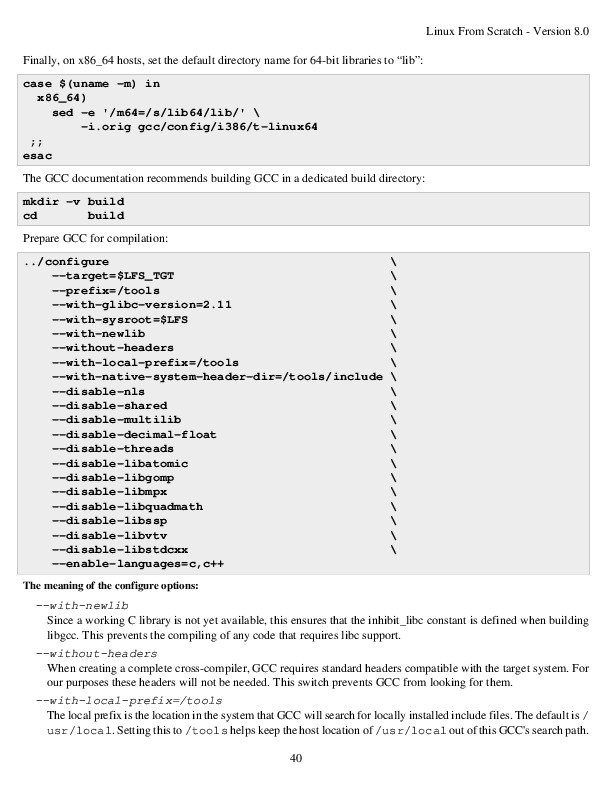 Linux From Scratch - Version 8.0
Finally, on x86_64 hosts, set the default directory name for 64-bit libraries to “lib”:
case $(uname -m) in
  x86_64)
    sed -e '/m64=/s/lib64/lib/' \
        -i.orig gcc/config/i386/t-linux64
 ;;
esac
The GCC documentation recommends building GCC in a dedicated build directory:
mkdir -v build
cd       build
Prepare GCC for compilation:
../configure                                       \
    --target=$LFS_TGT                              \
    --prefix=/tools                                \
    --with-glibc-version=2.11                      \
    --with-sysroot=$LFS                            \
    --with-newlib                                  \
    --without-headers                              \
    --with-local-prefix=/tools                     \
    --with-native-system-header-dir=/tools/include \
    --disable-nls                                  \
    --disable-shared                               \
    --disable-multilib                             \
    --disable-decimal-float                        \
    --disable-threads                              \
    --disable-libatomic                            \
    --disable-libgomp                              \
    --disable-libmpx                               \
    --disable-libquadmath                          \
    --disable-libssp                               \
    --disable-libvtv                               \
    --disable-libstdcxx                            \
    --enable-languages=c,c++
The meaning of the configure options:
--with-newlib
Since a working C library is not yet available, this ensures that the inhibit_libc constant is defined when building
libgcc. This prevents the compiling of any code that requires libc support.
--without-headers
When creating a complete cross-compiler, GCC requires standard headers compatible with the target system. For
our purposes these headers will not be needed. This switch prevents GCC from looking for them.
--with-local-prefix=/tools
The local prefix is the location in the system that GCC will search for locally installed include files. The default is /
usr/local. Setting this to /tools helps keep the host location of /usr/local out of this GCC's search path.
40